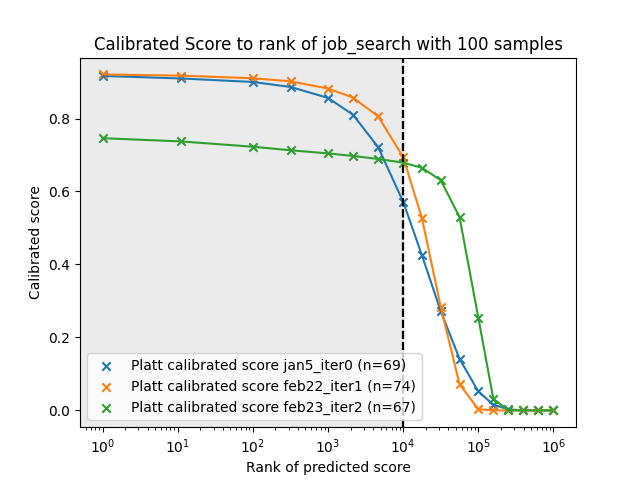 Calibrated Score to rank of job_search with 100 samples
Calibrated score
0.8
0.6
0.4
0.2
0.0
Platt calibrated score jan5_iter0 (n=69)
Platt calibrated score feb22_iter1 (n=74)
Platt calibrated score feb23_iter2 (n=67)
10⁰ 10¹ 10² 10³ 10⁴ 10⁵ 10⁶
Rank of predicted score